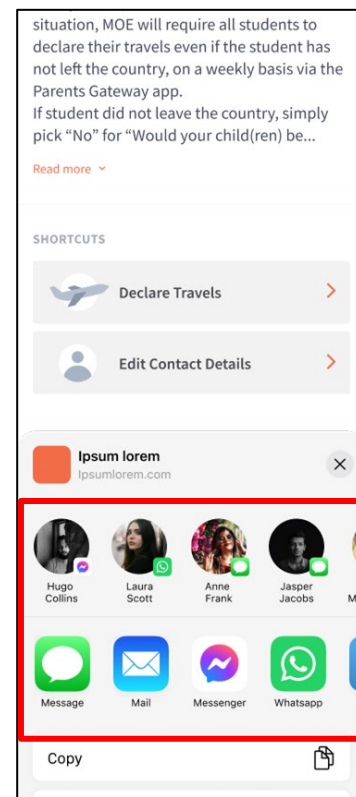 situation, MOE will require all students to
declare their travels even if the student has
not left the country, on a weekly basis via the
Parents Gateway app.
If student did not leave the country, simply
pick “No” for “Would your child(ren) be...
Read more
SHORTCUTS
Declare Travels
Edit Contact Details
Ipsum lorem
Ipsumlorem.com
Hugo Collins
Laura Scott
Anne Frank
Jasper Jacobs
M
Message
Mail
Messenger
Whatsapp
Copy